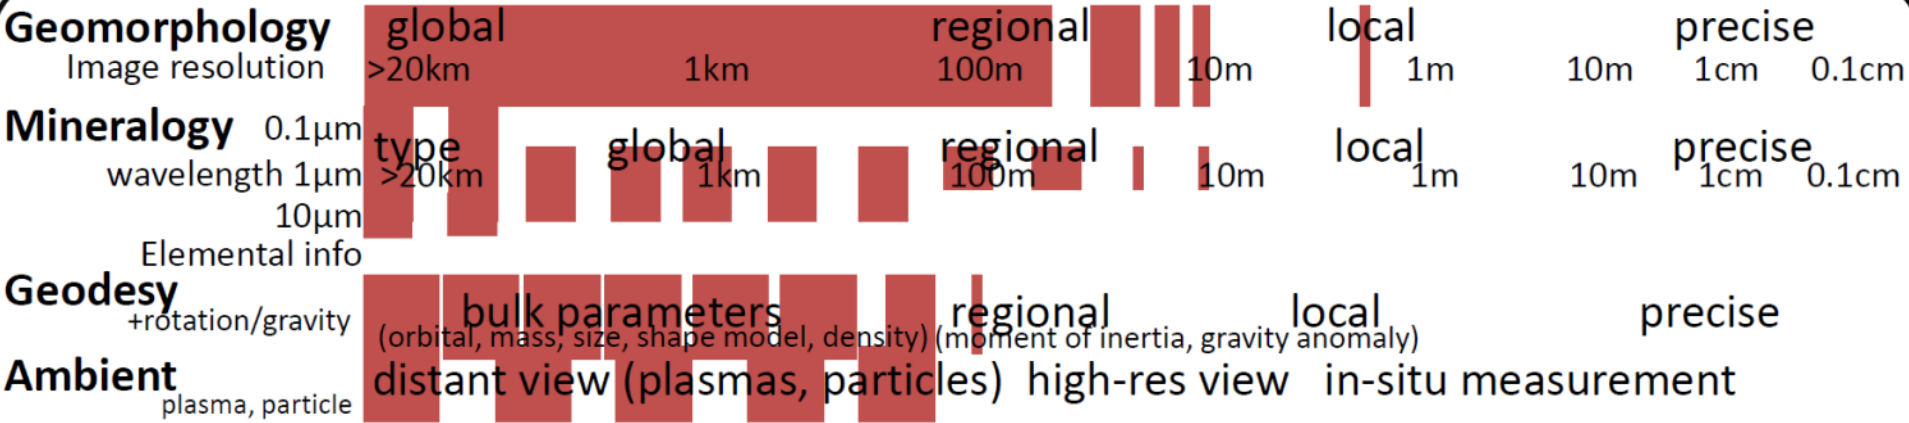 Geomorphology global regional local precise
Image resolution >20km 1km 100m 10m 1m 10m 1cm 0.1cm
Mineralogy 0.1μm type global regional local precise
wavelength 1μm >20km 1km 100m 10m 1m 10m 1cm 0.1cm
10μm
Elemental info
Geodesy bulk parameters regional local precise
+rotation/gravity (orbital, mass, size, shape model, density) (moment of inertia, gravity anomaly)
Ambient distant view (plasmas, particles) high-res view in-situ measurement
plasma, particle